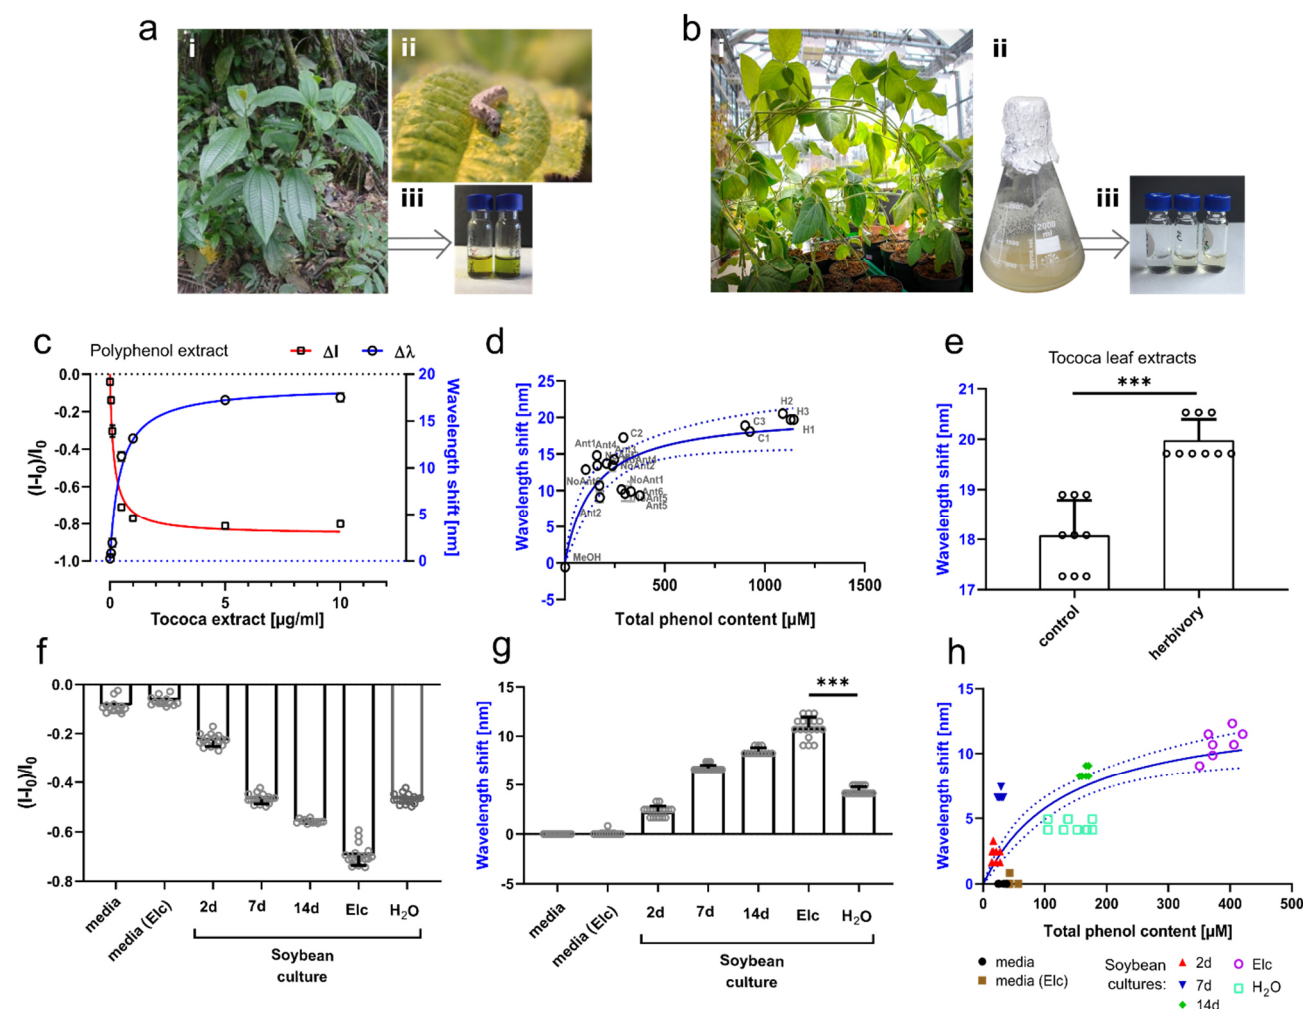 a
i
ii
iii
b
i
ii
iii
2000
ml
c
Polyphenol extract
ΔI
Δλ
(I-I₀)/I₀
0.0
-0.2
-0.4
-0.6
-0.8
-1.0
20
15
10
5
0
Wavelength shift [nm]
0
5
10
Tococa extract [µg/ml]
d
Wavelength shift [nm]
25
20
15
10
5
0
-5
H2
H3
H1
C3
C1
C2
Ant1
Ant4
Ant3
NoAnt4
NoAnt2
NoAnt1
Ant6
NoAnt5
Ant5
Ant2
MeOH
500
1000
1500
Total phenol content [µM]
e
Tococa leaf extracts
***
Wavelength shift [nm]
21
20
19
18
17
control
herbivory
f
(I-I₀)/I₀
0.0
-0.2
-0.4
-0.6
-0.8
media
media (Elc)
2d
7d
14d
Elc
H₂O
Soybean
culture
g
Wavelength shift [nm]
15
10
5
0
-5
***
media
media (Elc)
2d
7d
14d
Elc
H₂O
Soybean
culture
h
Wavelength shift [nm]
15
10
5
0
0
100
200
300
400
500
Total phenol content [µM]
media
media (Elc)
Soybean
cultures:
2d
7d
14d
Elc
H₂O